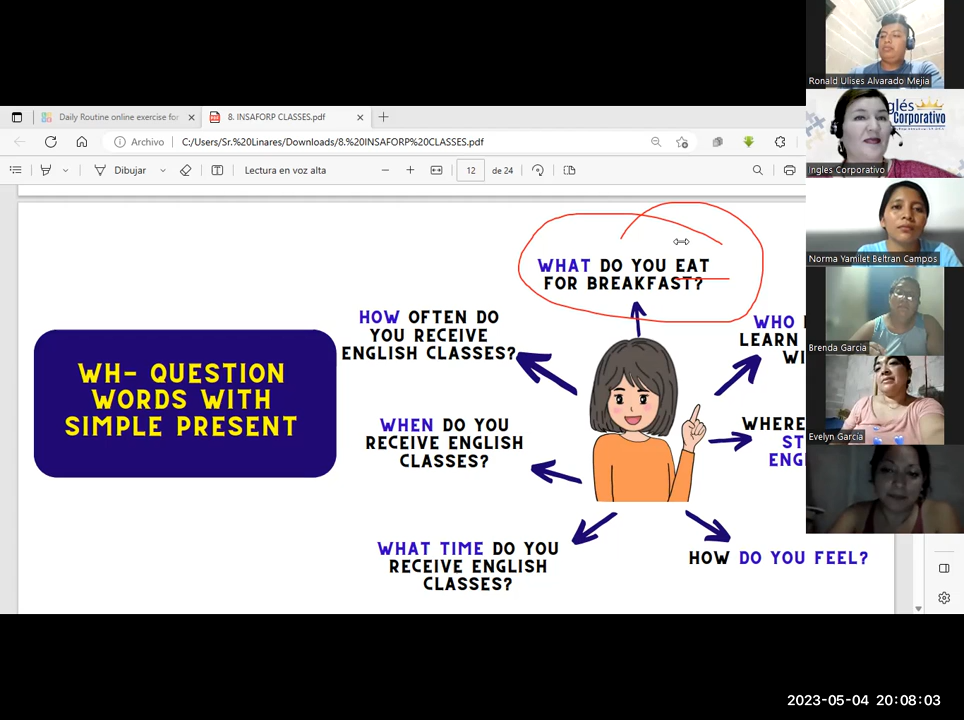 Daily Routine online exercise for
8. INSAFORP CLASSES.pdf
Archivo
C:/Users/Sr.%20Linares/Downloads/8.%20INSAFORP%20CLASSES.pdf
Dibujar
Lectura en voz alta
12
de 24
WH- QUESTION
WORDS WITH
SIMPLE PRESENT
WHAT DO YOU EAT
FOR BREAKFAST?
HOW OFTEN DO
YOU RECEIVE
ENGLISH CLASSES?
WHO
LEARN
WHEN DO YOU
RECEIVE ENGLISH
CLASSES?
WHERE
WHAT TIME DO YOU
RECEIVE ENGLISH
CLASSES?
HOW DO YOU FEEL?
Ronald Ulises Alvarado Mejia
Corporativo
Ingles Corporativo
Norma Yamilet Beltran Campos
Brenda Garcia
Evelyn García
2023-05-04 20:08:03